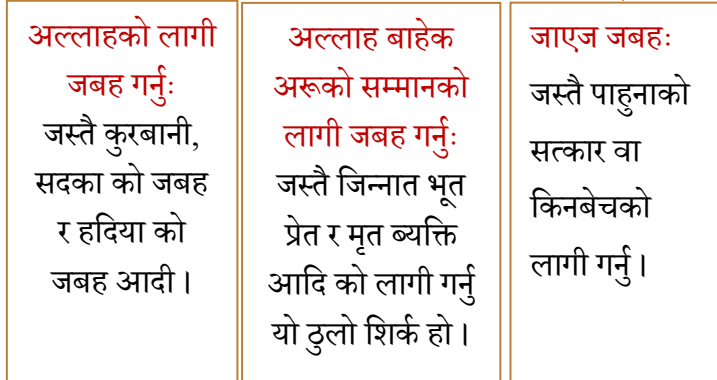 अल्लाहको लागी
जबह गर्नुः
जस्तै कुरबानी,
सदका को जबह
र हदिया को
जबह आदी।
अल्लाह बाहेक
अरूको सम्मानको
लागी जबह गर्नुः
जस्तै जिन्नात भूत
प्रेत र मृत ब्यक्ति
आदि को लागी गर्नु
यो ठुलो शिर्क हो।
जाएज जबहः
जस्तै पाहुनाको
सत्कार वा
किनबेचको
लागी गर्नु।